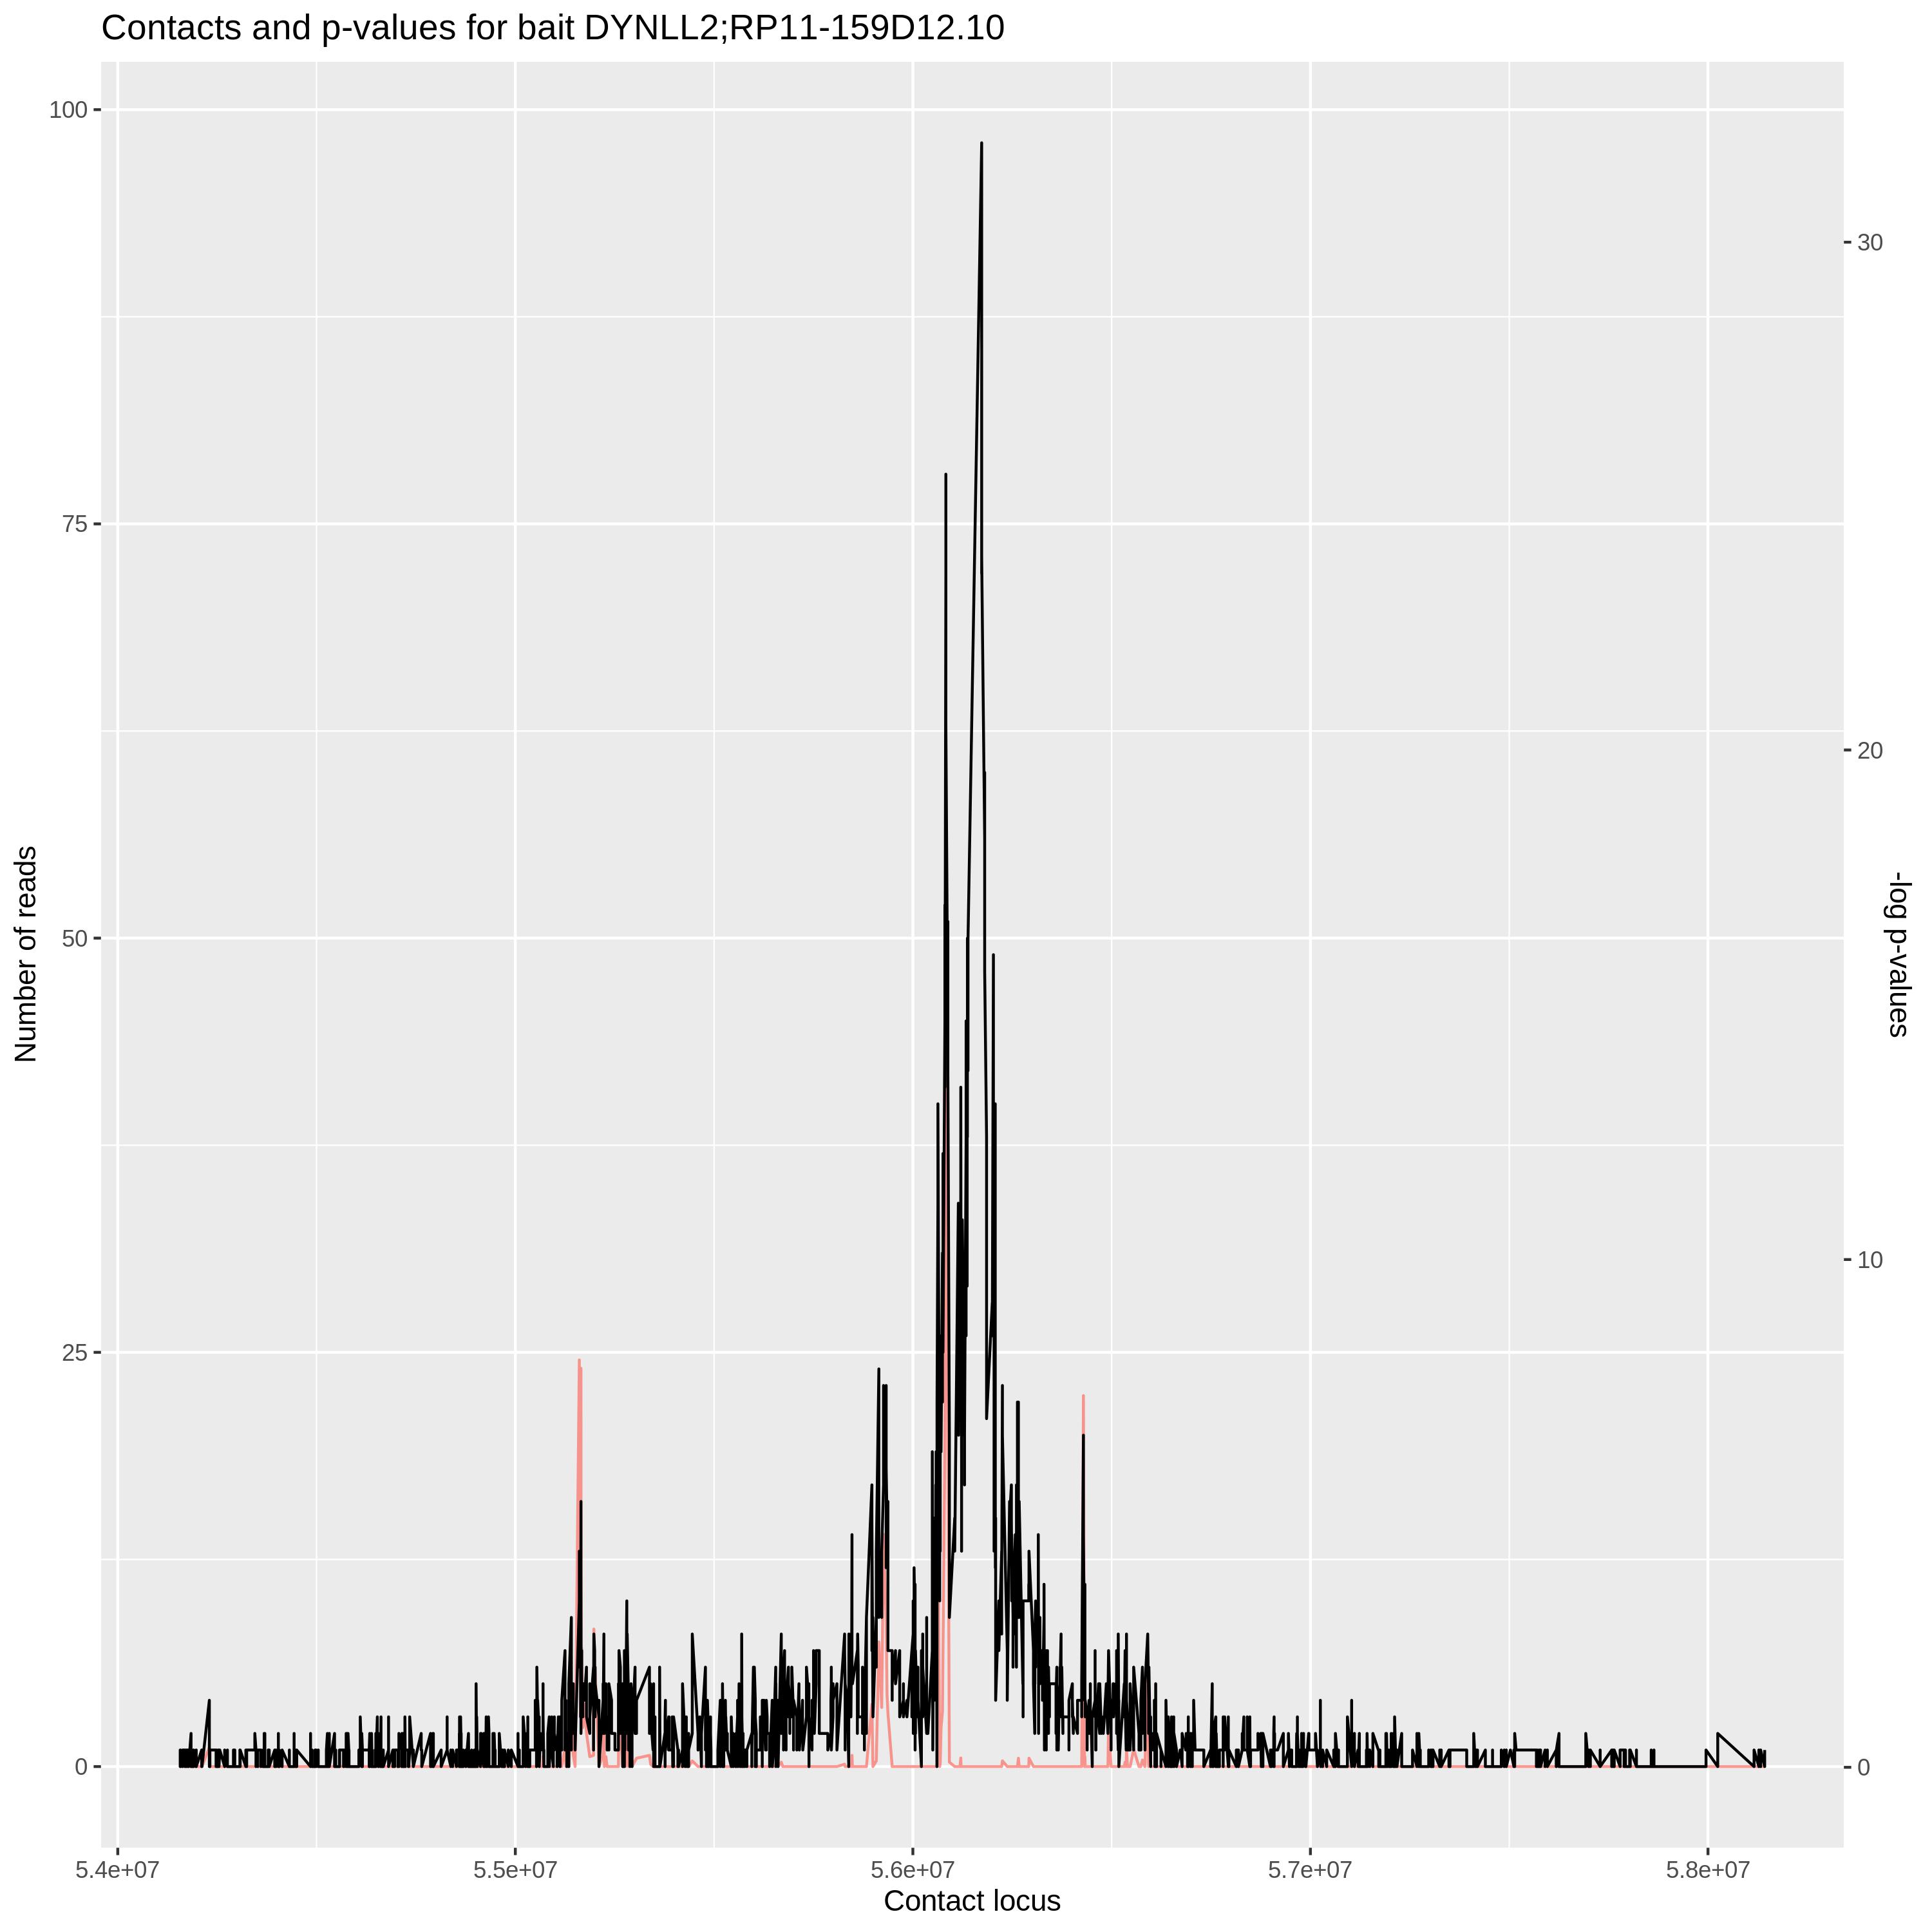 Contacts and p-values for bait DYNLL2;RP11-159D12.10
100
75
50
25
0
Number of reads
30
20
10
0
-log p-values
5.4e+07
5.5e+07
5.6e+07
5.7e+07
5.8e+07
Contact locus